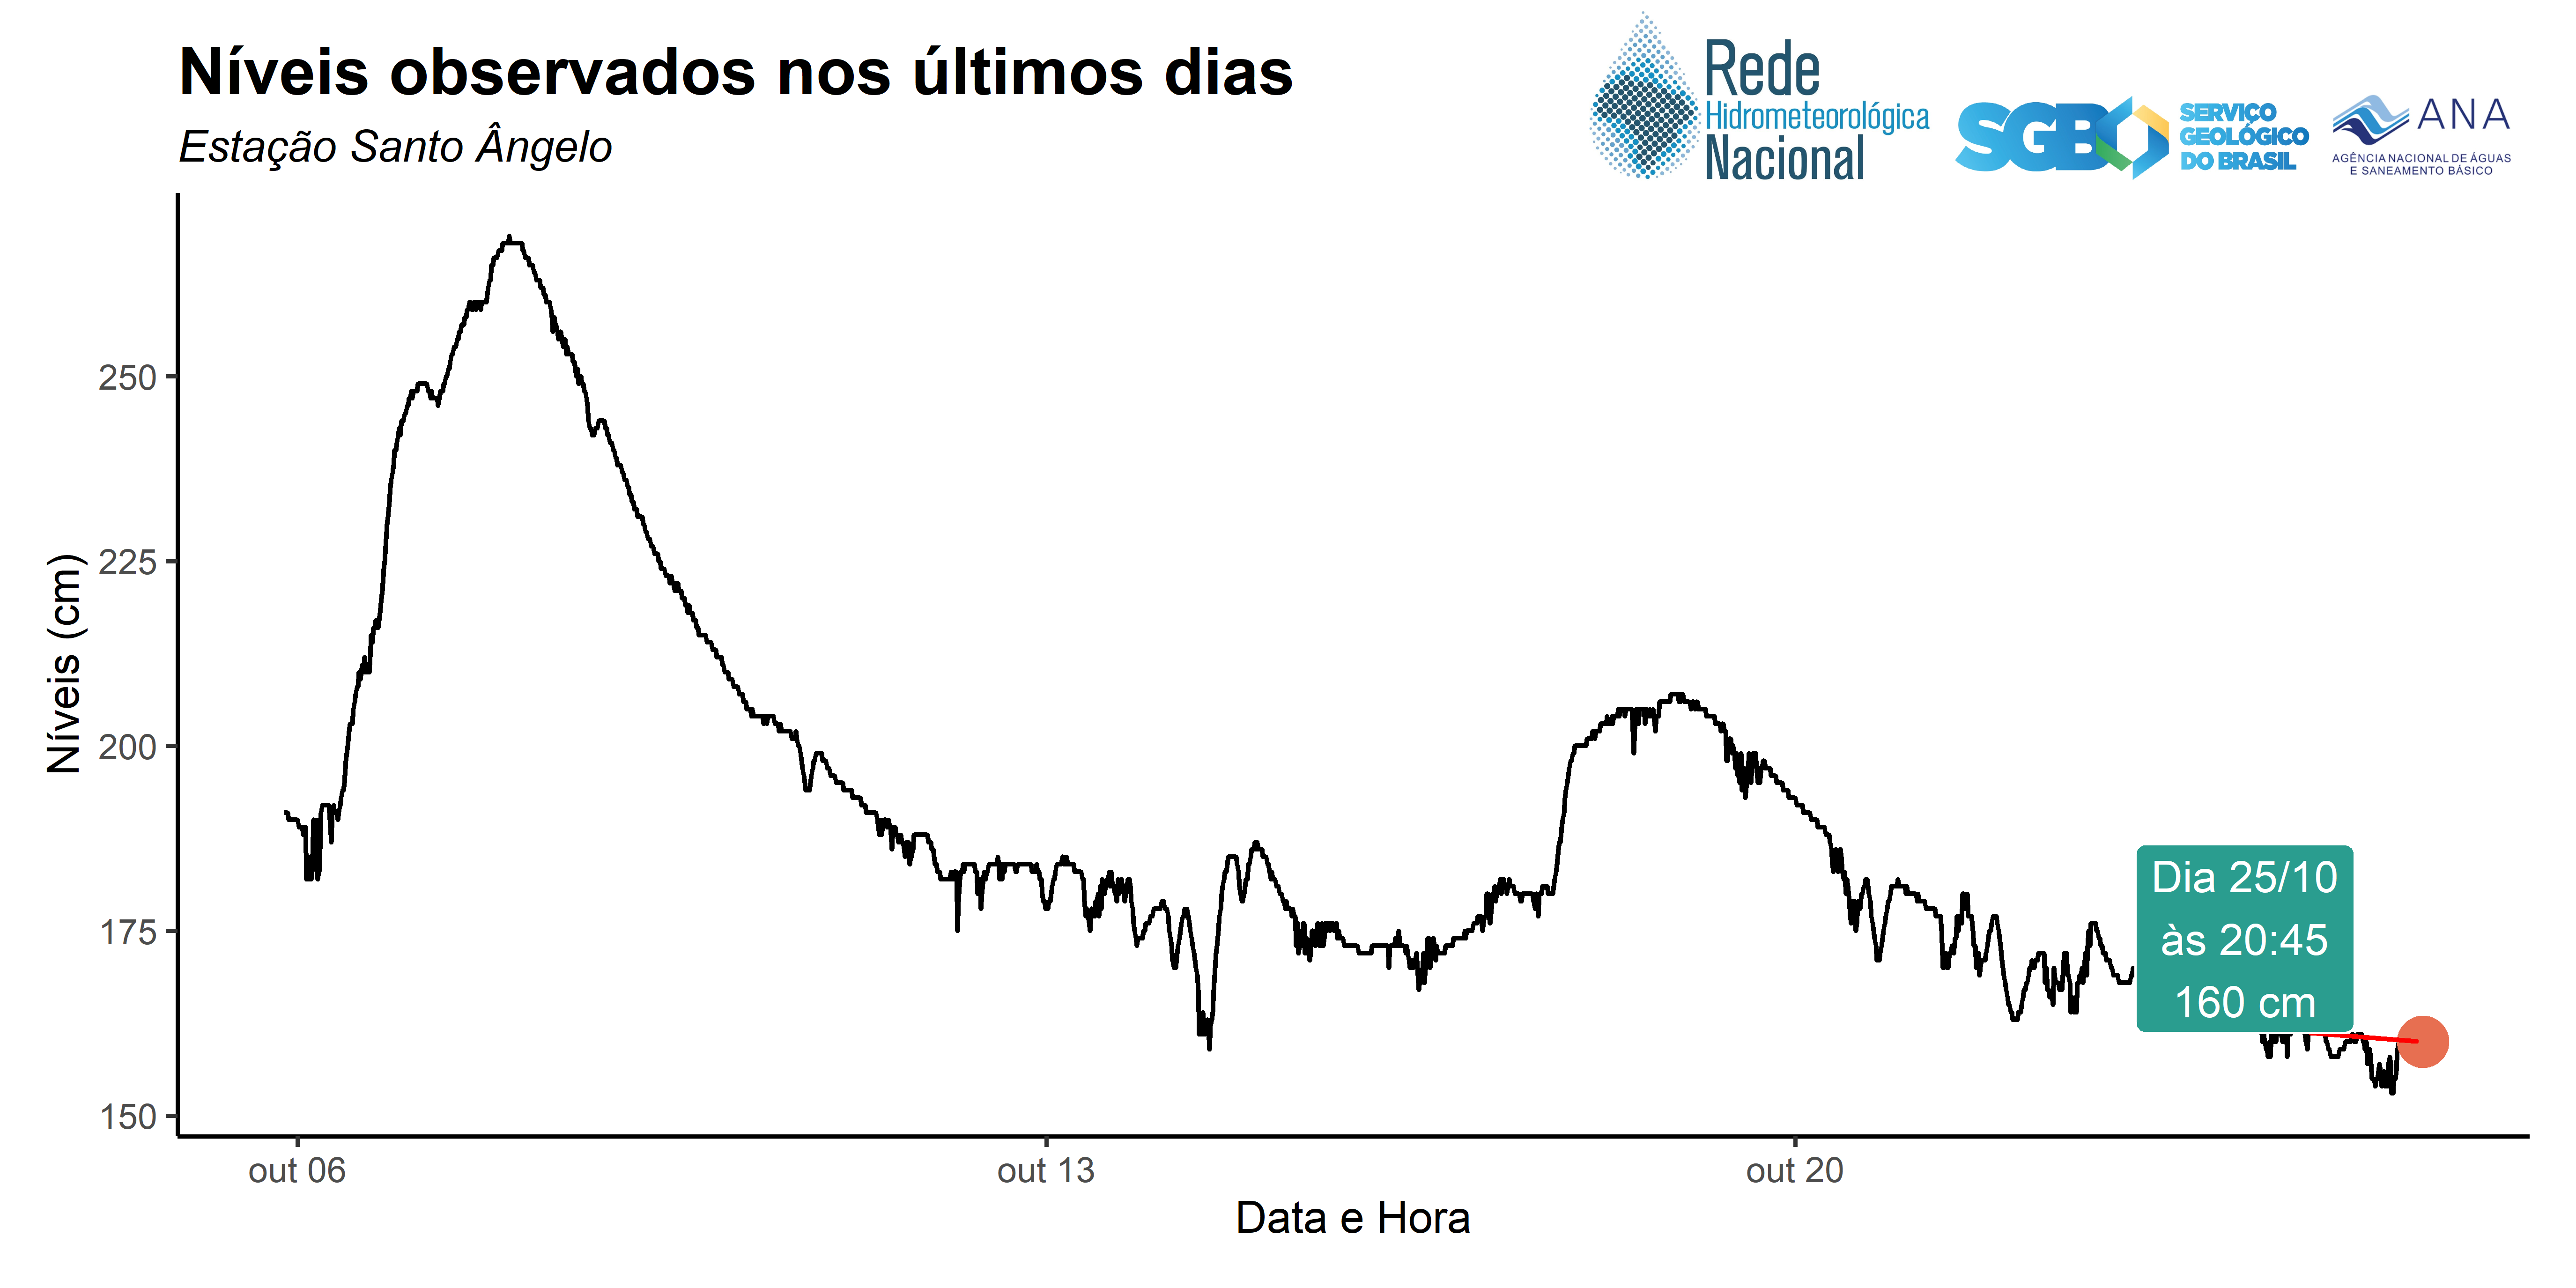 Níveis observados nos últimos dias
Estação Santo Ângelo
Rede
Hidrometeorológica
Nacional
SGB
SERVIÇO
GEOLÓGICO
DO BRASIL
ANA
AGÊNCIA NACIONAL DE ÁGUAS
E SANEAMENTO BÁSICO
Níveis (cm)
250
225
200
175
150
Dia 25/10
às 20:45
160 cm
out 06
out 13
out 20
Data e Hora